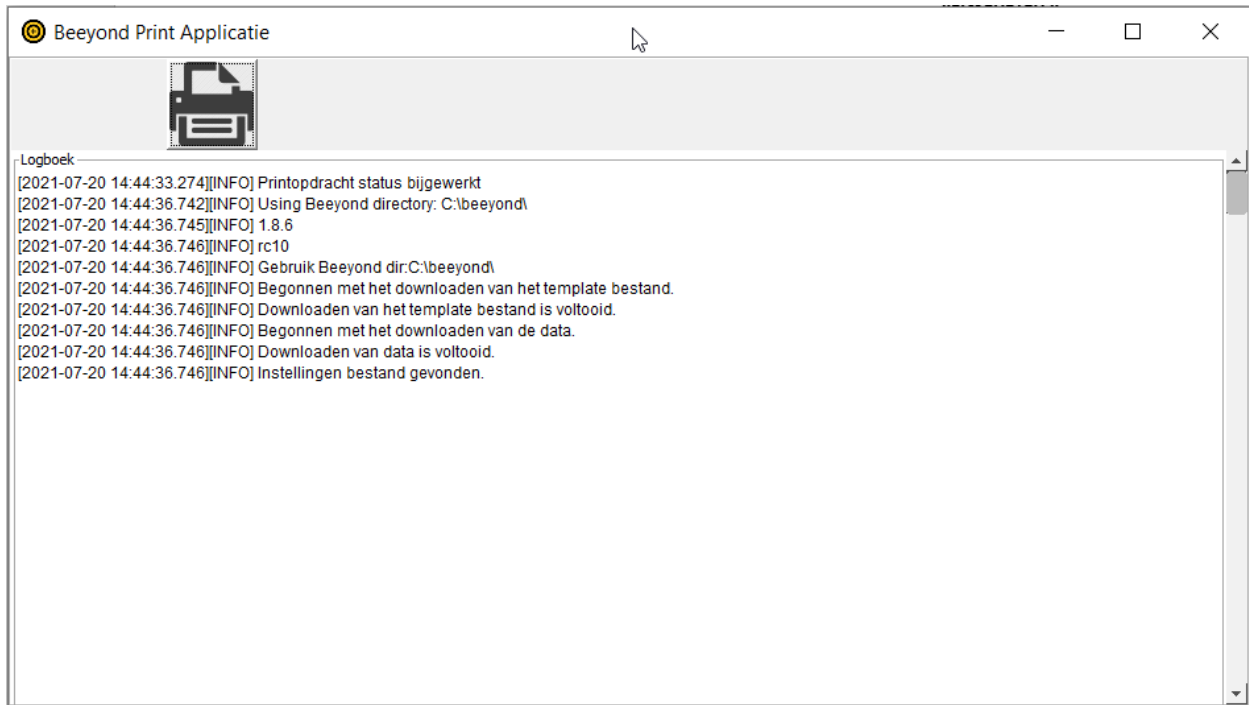 Beeyond Print Applicatie
Logboek
[2021-07-20 14:44:33.274][INFO] Printopdracht status bijgewerkt
[2021-07-20 14:44:36.742][INFO] Using Beeyond directory: C:\beeyond\
[2021-07-20 14:44:36.745][INFO] 1.8.6
[2021-07-20 14:44:36.746][INFO] rc10
[2021-07-20 14:44:36.746][INFO] Gebruik Beeyond dir:C:\beeyond\
[2021-07-20 14:44:36.746][INFO] Begonnen met het downloaden van het template bestand.
[2021-07-20 14:44:36.746][INFO] Downloaden van het template bestand is voltooid.
[2021-07-20 14:44:36.746][INFO] Begonnen met het downloaden van de data.
[2021-07-20 14:44:36.746][INFO] Downloaden van data is voltooid.
[2021-07-20 14:44:36.746][INFO] Instellingen bestand gevonden.